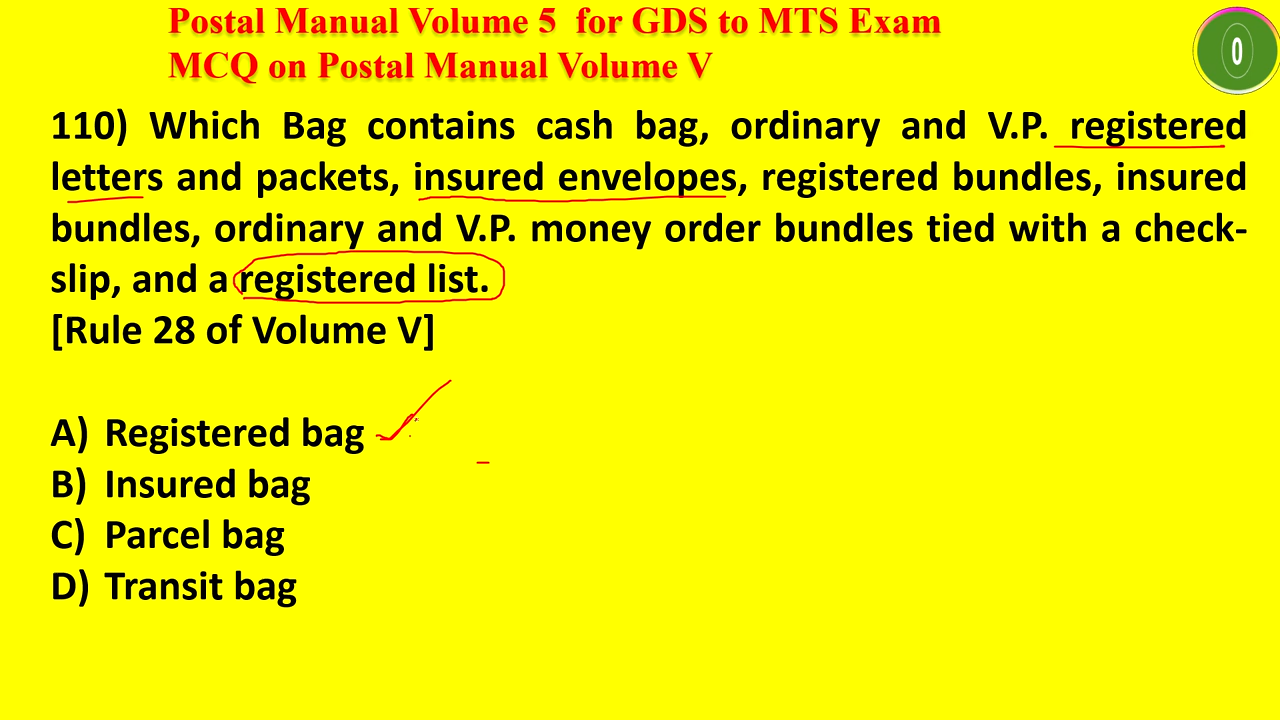 Postal Manual Volume 5 for GDS to MTS Exam
MCQ on Postal Manual Volume V
0
110) Which Bag contains cash bag, ordinary and V.P. registered
letters and packets, insured envelopes, registered bundles, insured
bundles, ordinary and V.P. money order bundles tied with a check-
slip, and a registered list.
[Rule 28 of Volume V]
A) Registered bag
B) Insured bag
C) Parcel bag
D) Transit bag